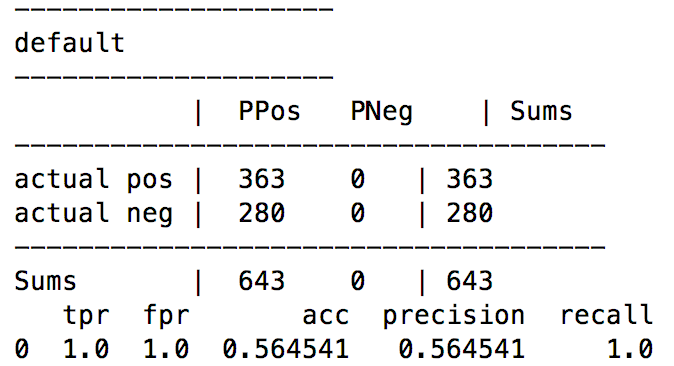 --------------------
default
--------------------
           |  PPos   PNeg    | Sums
-------------------------------------
actual pos |  363    0   | 363
actual neg |  280    0   | 280
-------------------------------------
Sums       |  643    0   | 643
   tpr  fpr       acc  precision  recall
0  1.0  1.0  0.564541   0.564541     1.0